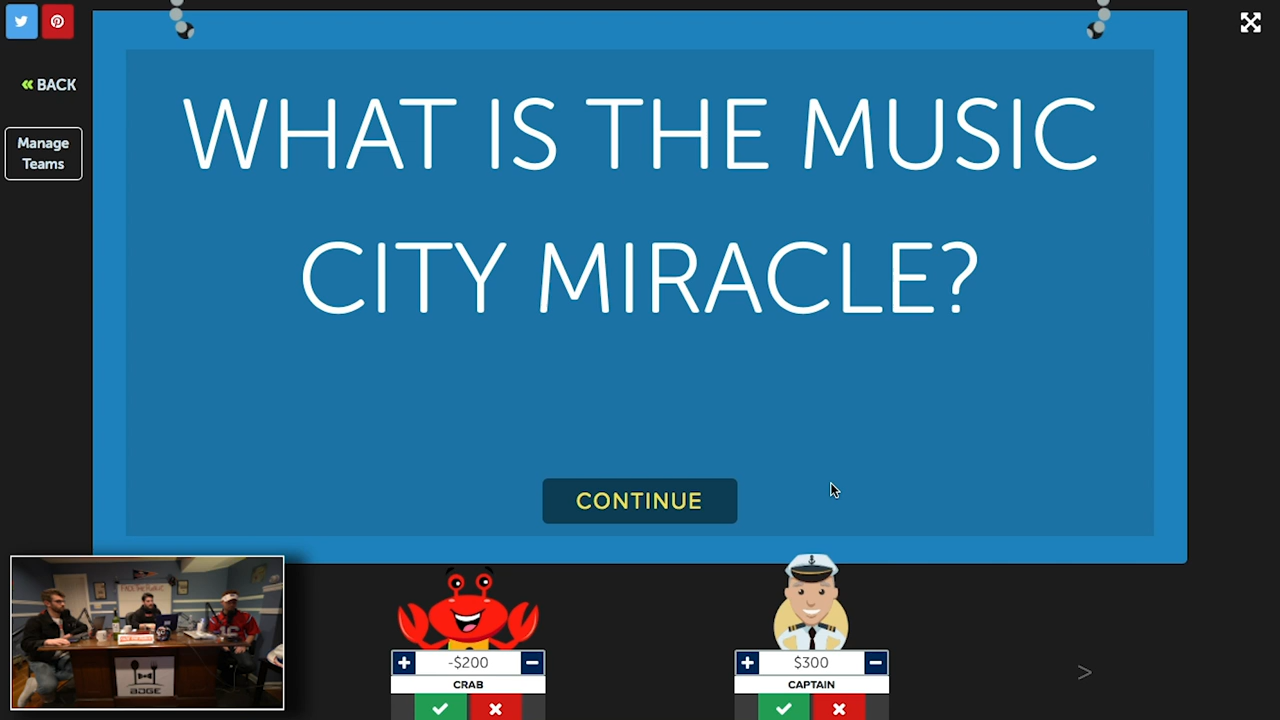 « BACK
Manage
Teams
WHAT IS THE MUSIC
CITY MIRACLE?
CONTINUE
-$200
CRAB
$300
CAPTAIN
>